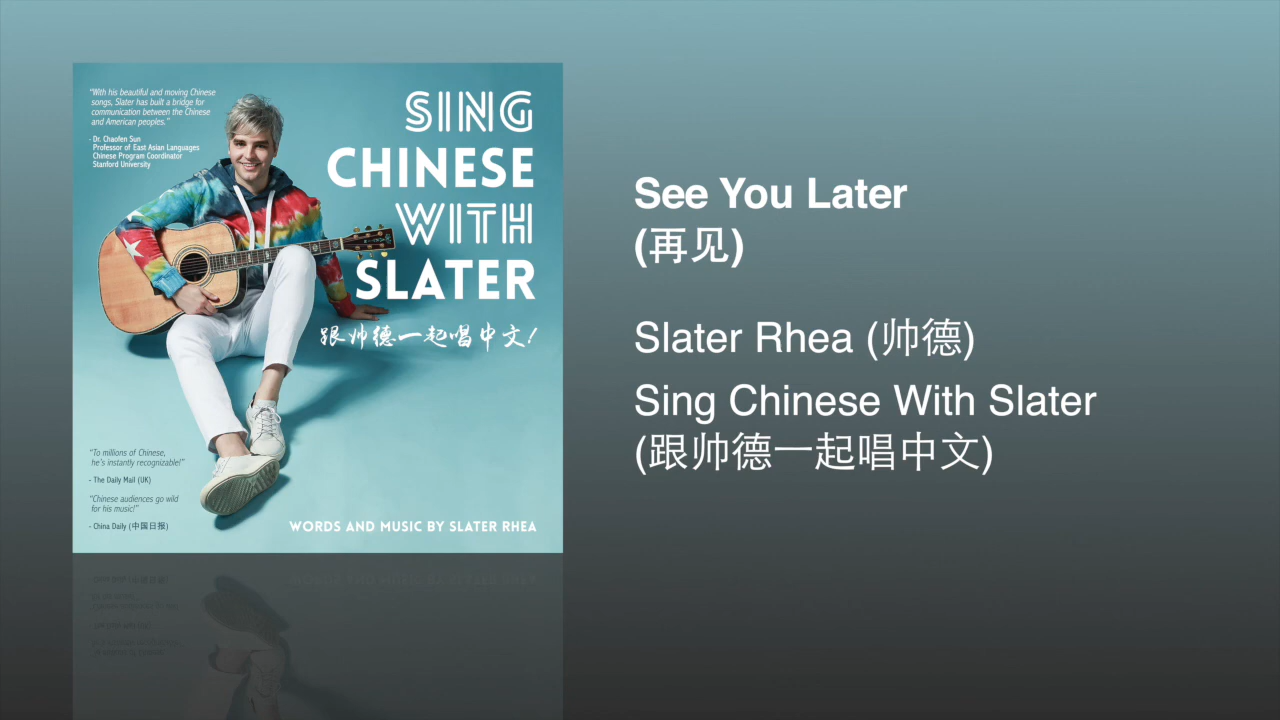 "With his beautiful and moving Chinese
songs, Slater has built a bridge for
communication between the Chinese
and American peoples."
- Dr. Chaofen Sun
Professor of East Asian Languages
Chinese Program Coordinator
Stanford University
SING
CHINESE
WITH
SLATER
跟帅德一起唱中文!
"To millions of Chinese,
he's instantly recognizable!"
- The Daily Mail (UK)
"Chinese audiences go wild
for his music!"
- China Daily (中国日报)
WORDS AND MUSIC BY SLATER RHEA
See You Later
(再见)
Slater Rhea (帅德)
Sing Chinese With Slater
(跟帅德一起唱中文)